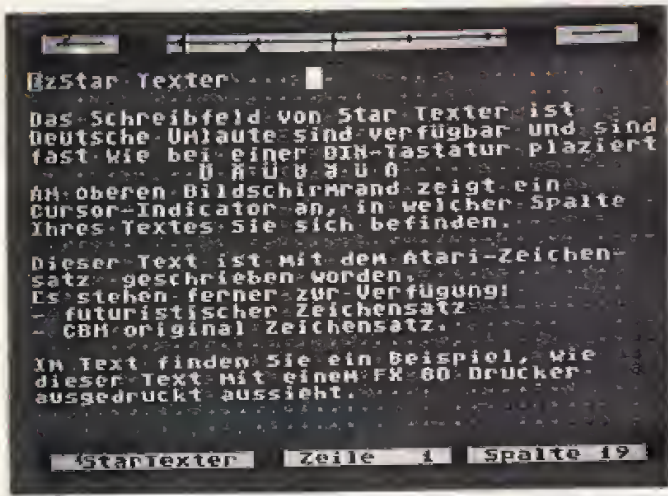 zStar Texter
Das Schreibfeld von Star Texter ist
Deutsche Umlaute sind verfügbar und sind
fast wie bei einer DIN-Tastatur plaziert
Am oberen Bildschirmrand zeigt ein
Cursor-Indicator an, in welcher Spalte
Ihres Textes Sie sich befinden.
Dieser Text ist mit dem Atari-Zeichen-
satz geschrieben worden.
Es stehen ferner zur Verfügung:
- futuristischer Zeichensatz
- CBM original Zeichensatz.
Im Text finden Sie ein Beispiel, wie
dieser Text mit einem FX 80 Drucker
ausgedruckt aussieht.
StarTexter Zeile 1 Spalte 19